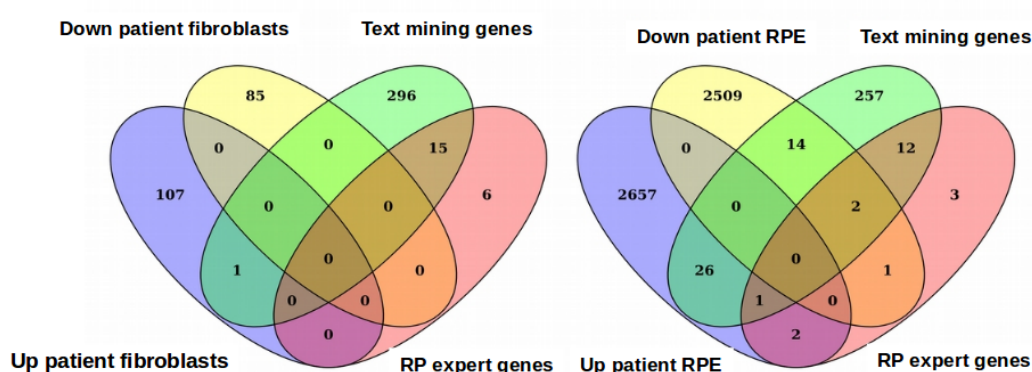 Down patient fibroblasts Text mining genes
85 296
0 0 15
107 0 0 6
0
1 0
0 0
0
Up patient fibroblasts RP expert genes
Down patient RPE Text mining genes
2509 257
0 14 12
2657 0 2 3
0
26 1
1 0
2
Up patient RPE RP expert genes